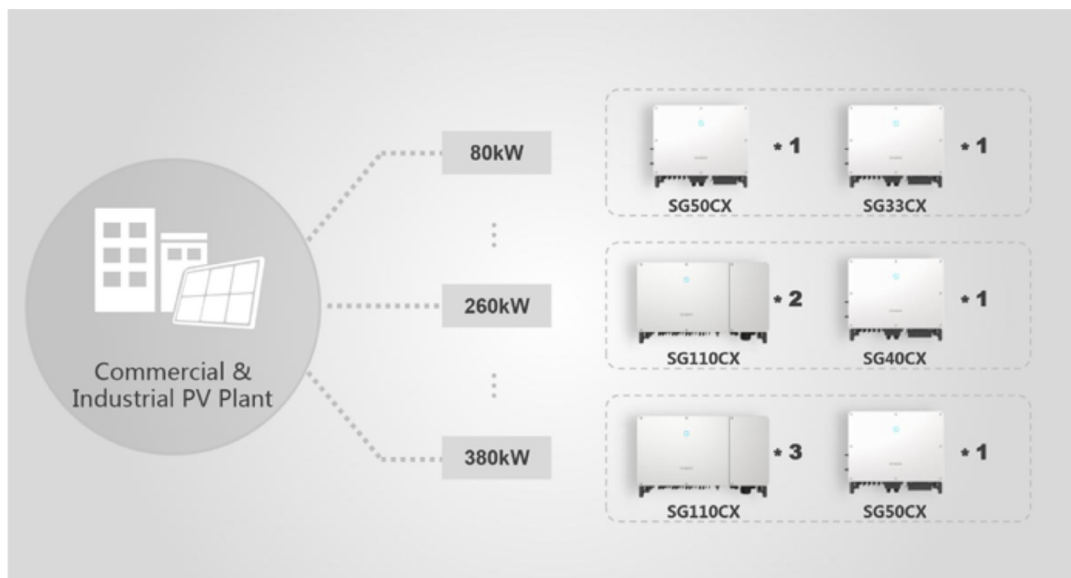 80kW
* 1
* 1
SG50CX
SG33CX
260kW
* 2
* 1
SG110CX
SG40CX
Commercial &
Industrial PV Plant
380kW
* 3
* 1
SG110CX
SG50CX